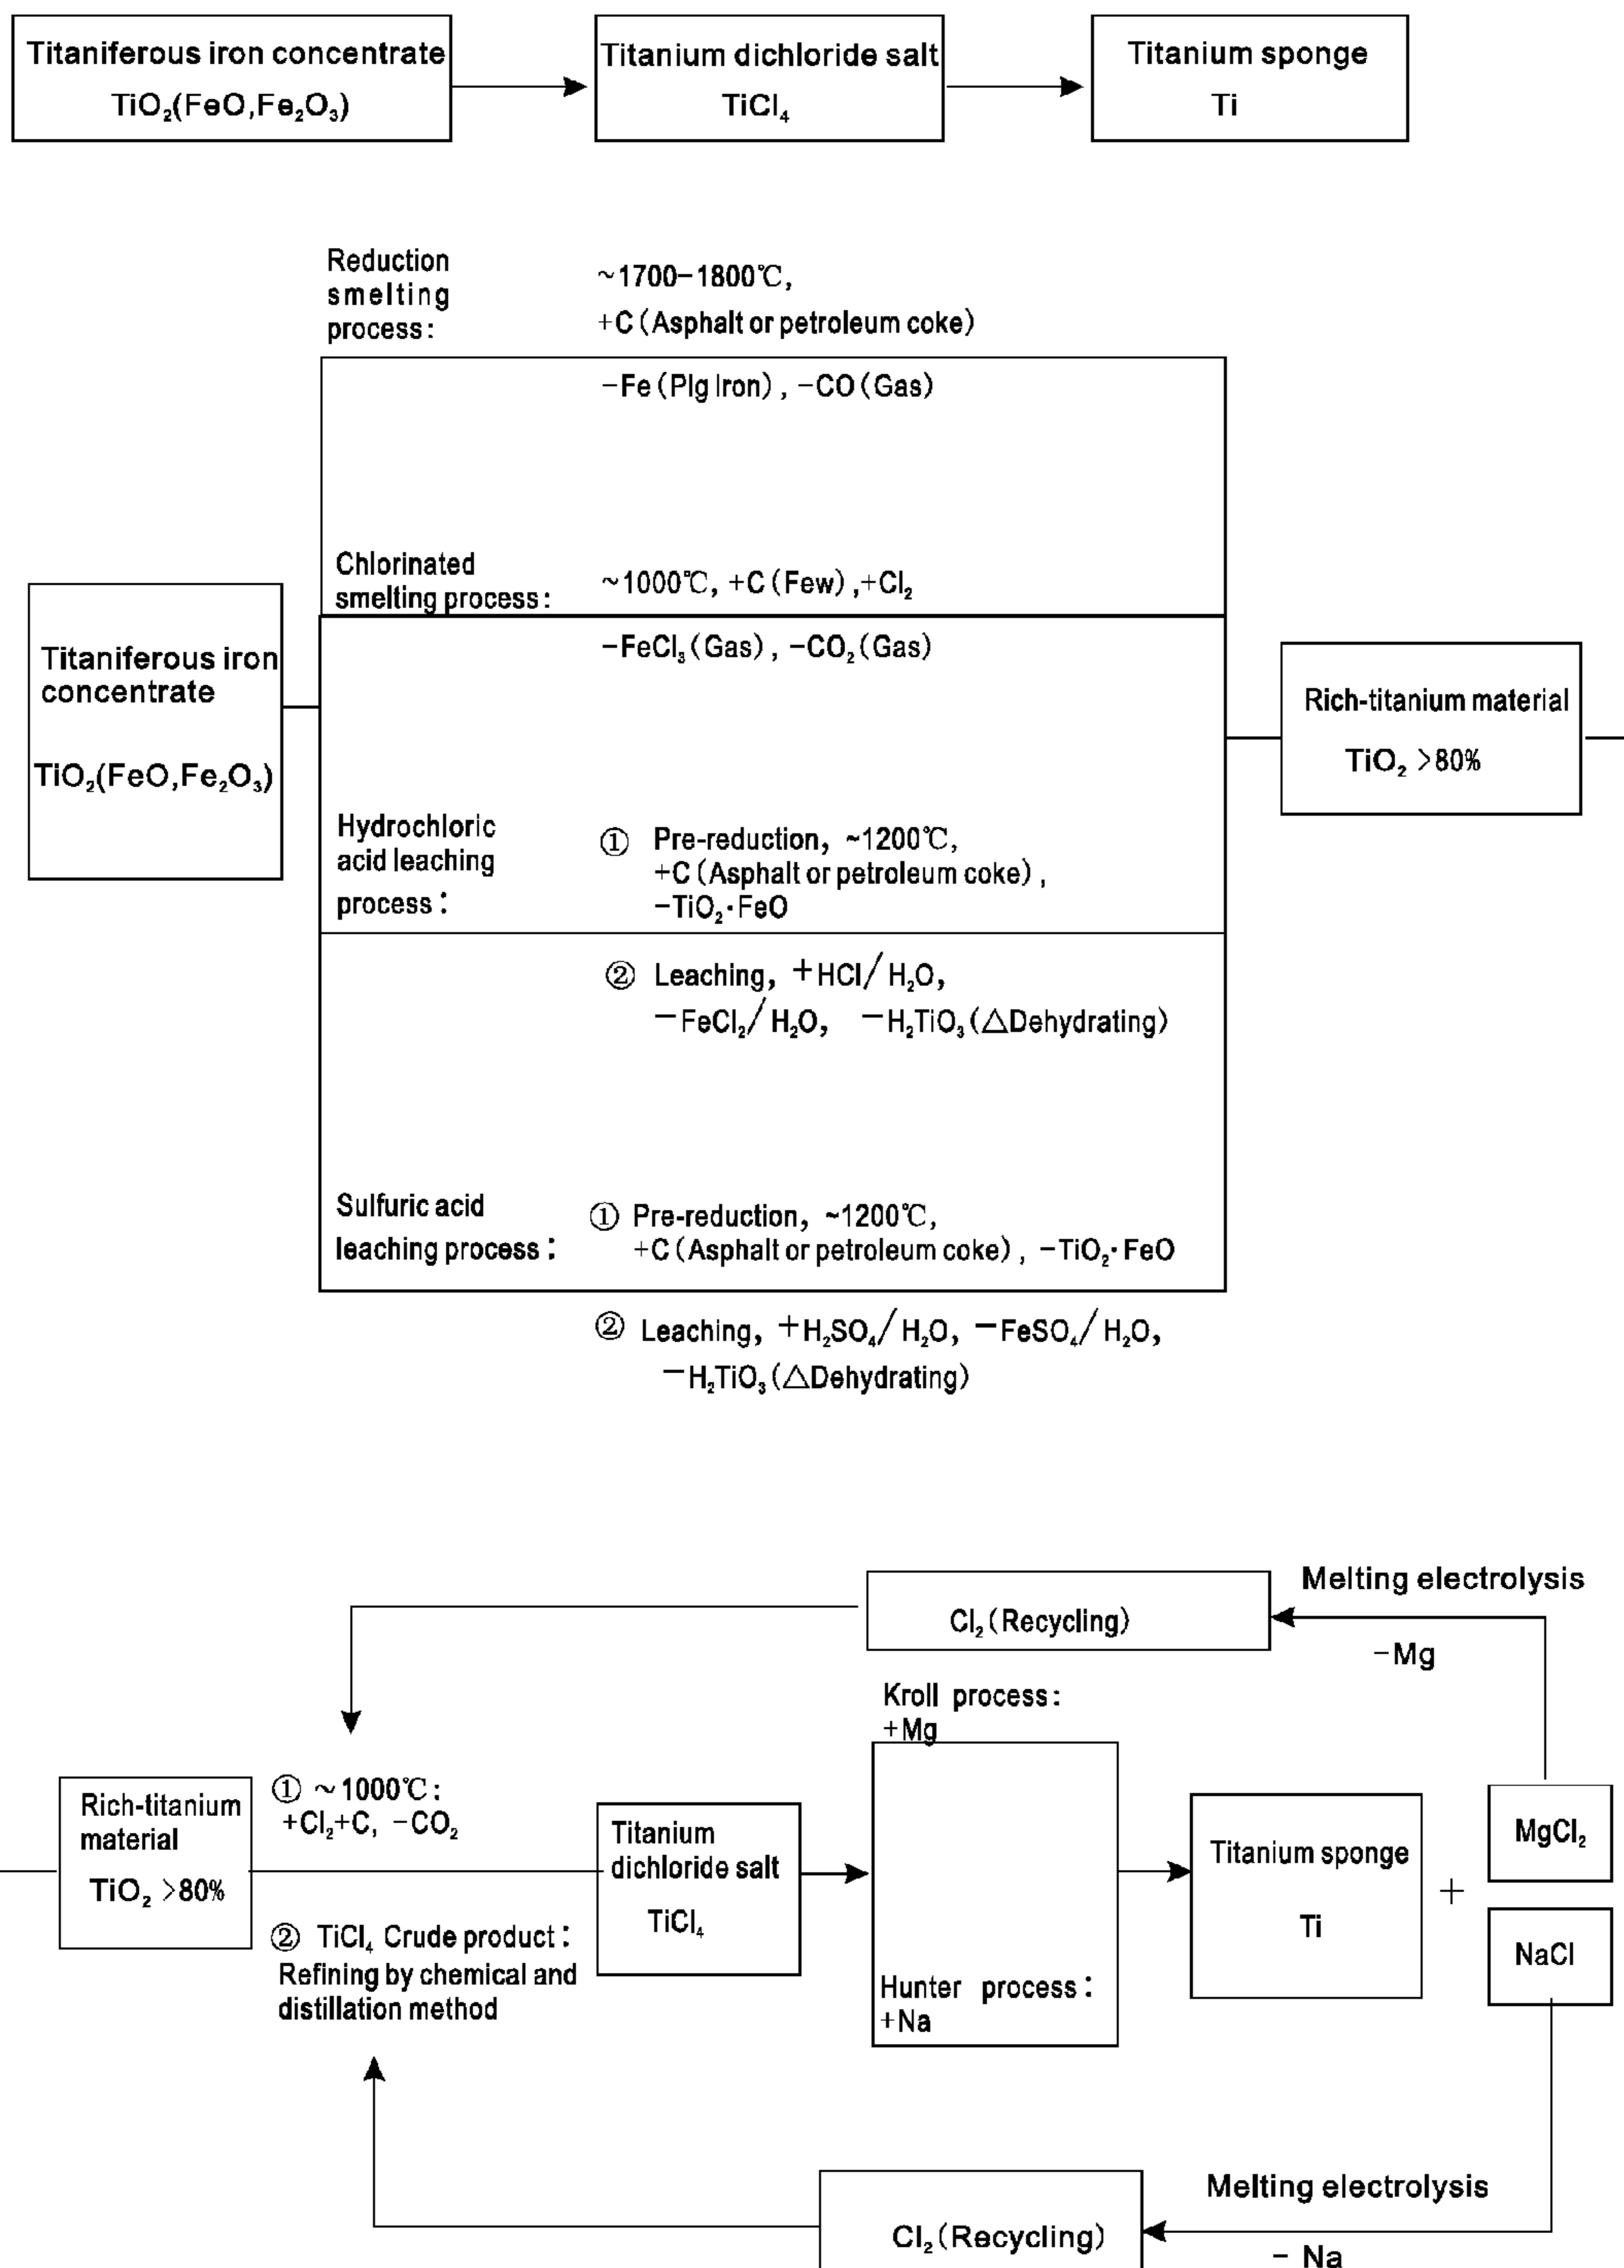 Titaniferous iron concentrate
TiO₂(FeO,Fe₂O₃)
Titanium dichloride salt
TiCl₄
Titanium sponge
Ti
Reduction
smelting
process:
~1700-1800℃,
+C(Asphalt or petroleum coke)
-Fe(PIg Iron), -CO(Gas)
Chlorinated
smelting process:
~1000℃, +C(Few),+Cl₂
-FeCl₃(Gas), -CO₂(Gas)
Titaniferous iron
concentrate
TiO₂(FeO,Fe₂O₃)
Hydrochloric
acid leaching
process:
① Pre-reduction, ~1200℃,
+C(Asphalt or petroleum coke),
-TiO₂·FeO
② Leaching, +HCl/H₂O,
-FeCl₂/H₂O, -H₂TiO₃(△Dehydrating)
Sulfuric acid
leaching process:
① Pre-reduction, ~1200℃,
+C(Asphalt or petroleum coke), -TiO₂·FeO
② Leaching, +H₂SO₄/H₂O, -FeSO₄/H₂O,
-H₂TiO₃(△Dehydrating)
Rich-titanium material
TiO₂ >80%
Melting electrolysis
-Mg
Cl₂(Recycling)
Kroll process:
+Mg
Rich-titanium
material
TiO₂ >80%
① ~1000℃:
+Cl₂+C, -CO₂
② TiCl₄ Crude product:
Refining by chemical and
distillation method
Titanium
dichloride salt
TiCl₄
Hunter process:
+Na
Titanium sponge
Ti
+
MgCl₂
NaCl
Melting electrolysis
- Na
Cl₂(Recycling)